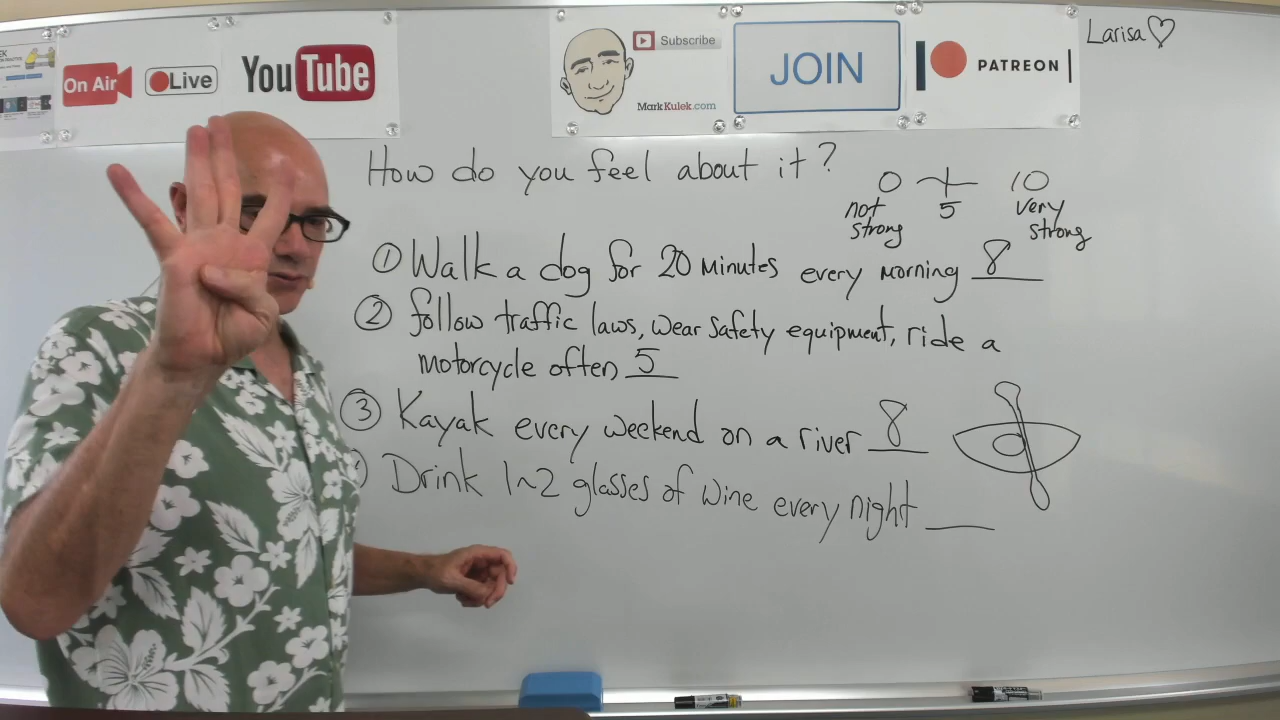 On Air
Live
YouTube
Subscribe
MarkKulek.com
JOIN
PATREON
Larisa♡
How do you feel about it?
0 5 10
not strong
very strong
① Walk a dog for 20 Minutes every morning 8
② follow traffic laws, wear safety equipment, ride a
motorcycle often 5
③ Kayak every weekend on a river 8
Drink 1~2 glasses of wine every night ___